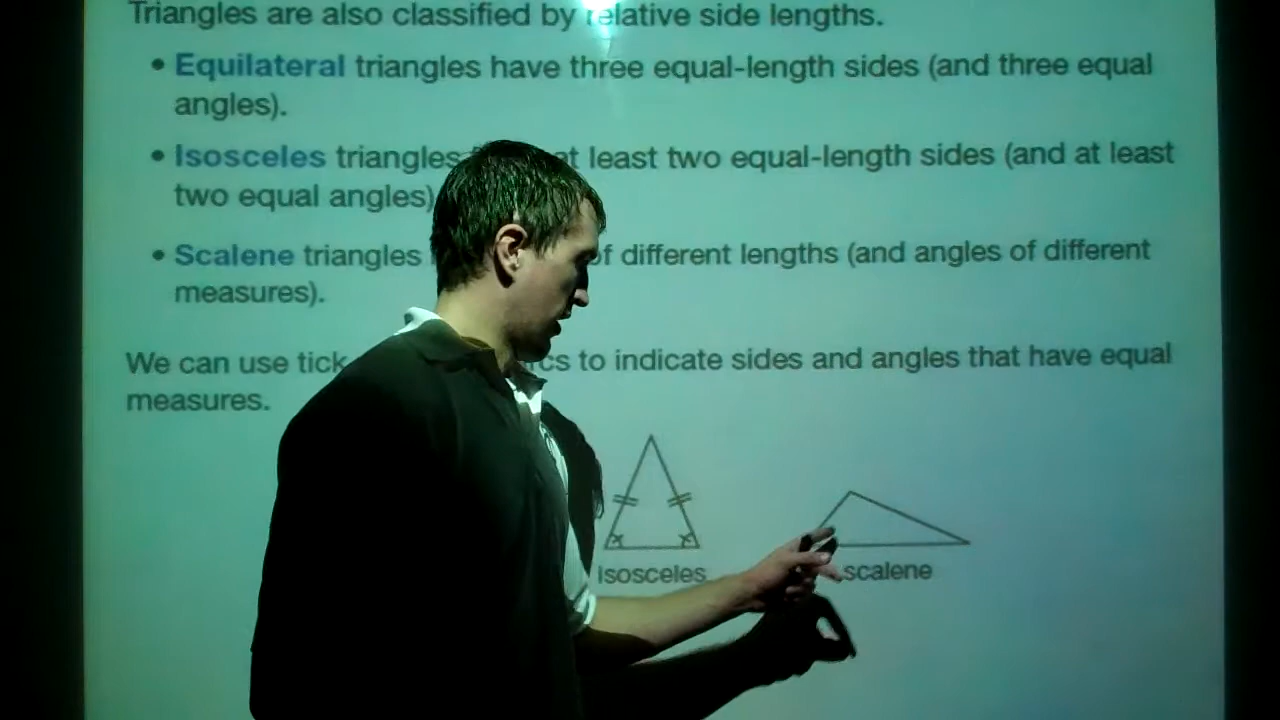 Triangles are also classified by relative side lengths.
• Equilateral triangles have three equal-length sides (and three equal
angles).
• Isosceles triangles at least two equal-length sides (and at least
two equal angles)
• Scalene triangles of different lengths (and angles of different
measures).
We can use tick to indicate sides and angles that have equal
measures.
isosceles
scalene